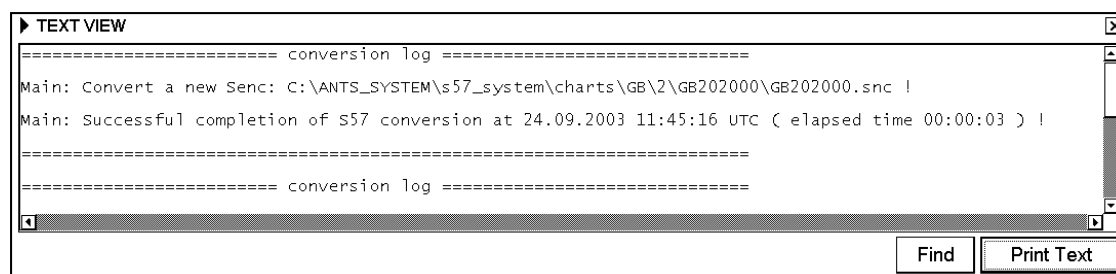 TEXT VIEW
========================= conversion log ==============================
Main: Convert a new Senc: C:\ANTS_SYSTEM\s57_system\charts\GB\2\GB202000\GB202000.snc !
Main: Successful completion of S57 conversion at 24.09.2003 11:45:16 UTC ( elapsed time 00:00:03 ) !
=======================================================================
========================= conversion log ==============================
Find Print Text